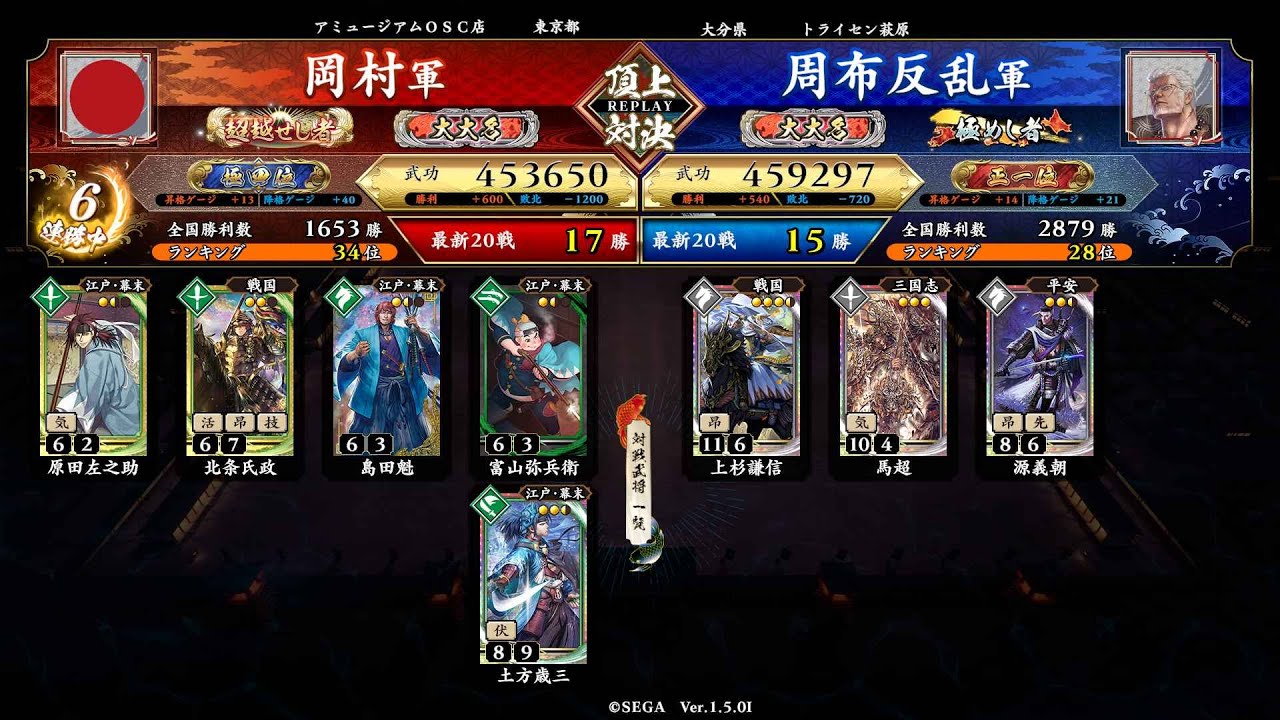 アミュージアムOSC店 東京都
大分県 トライセン萩原
岡村軍
頂上
REPLAY
対決
周布反乱軍
超越せし者
大大名
大大名
極めし者
6
連勝中
極四位
昇格ゲージ +13 降格ゲージ +40
武功 453650
勝利 +600 敗北 -1200
武功 459297
勝利 +540 敗北 -720
正一位
昇格ゲージ +14 降格ゲージ +21
全国勝利数 1653勝
ランキング 34位
最新20戦 17勝
最新20戦 15勝
全国勝利数 2879勝
ランキング 28位
江戸・幕末
気
6 2
原田左之助
戦国
活 昂 技
6 7
北条氏政
江戸・幕末
6 3
島田魁
江戸・幕末
6 3
富山弥兵衛
対戦武将一覧
戦国
昂
11 6
上杉謙信
三国志
気
10 4
馬超
平安
昂 先
8 6
源義朝
江戸・幕末
伏
8 9
土方歳三
©SEGA Ver.1.5.0I